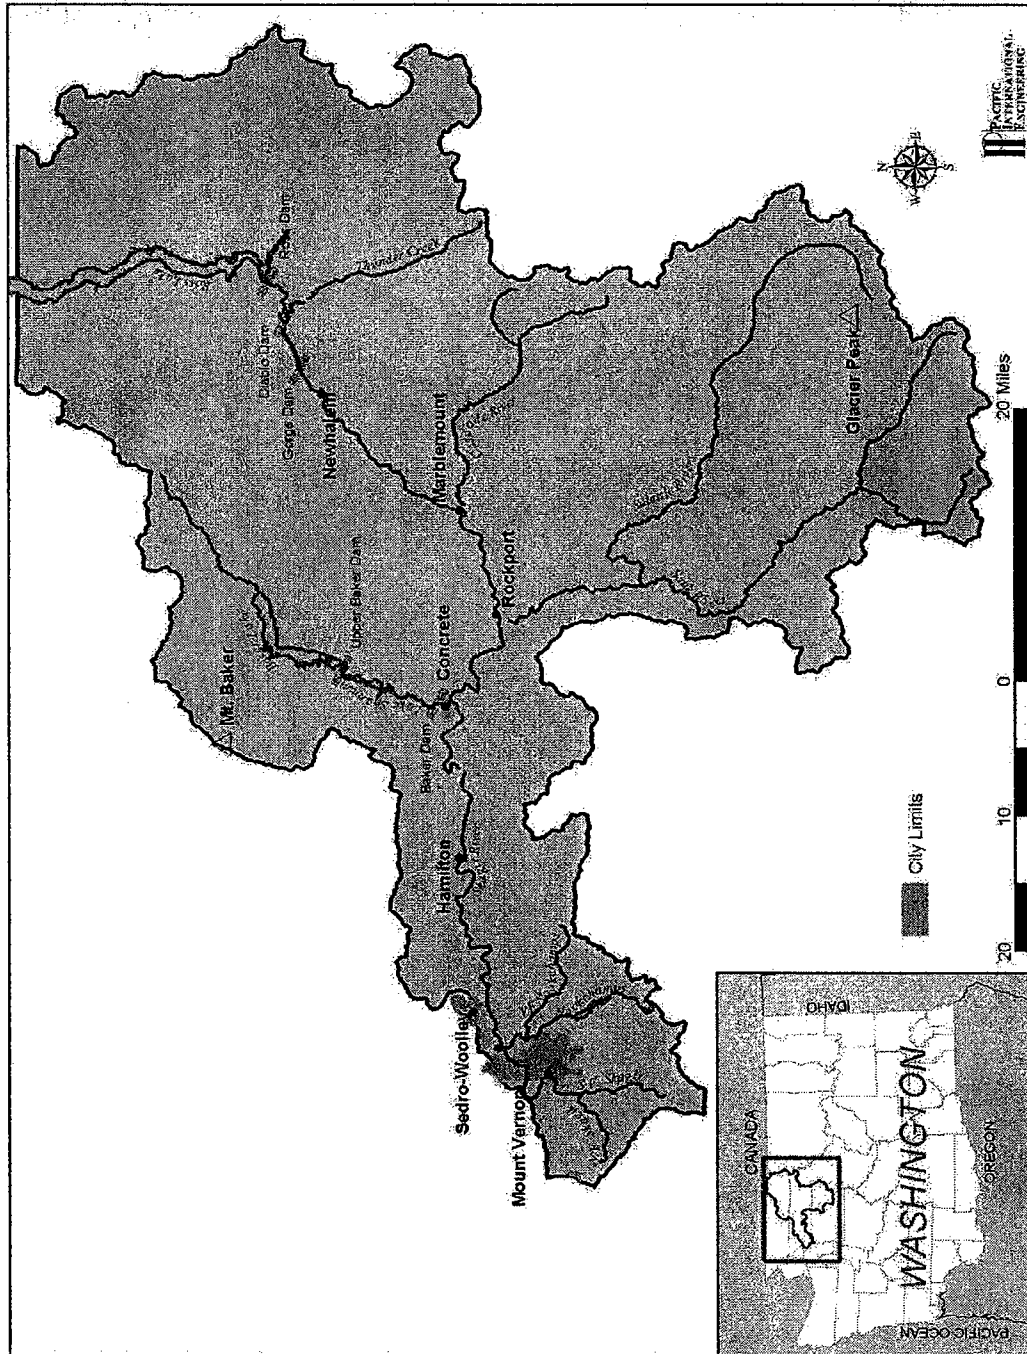 Mt. Baker
Upper Baker Dam
Ross Dam
Diablo Dam
Gorge Dam
Newhalem
Thunder Creek
Baker Dam
Concrete
Marblemount
Rockport
Hamilton
Sedro-Woolley
Mount Vernon
Glacier Peak
N
W
E
S
City Limits
20
10
0
20 Miles
CANADA
IDAHO
WASHINGTON
OREGON
PACIFIC OCEAN
PACIFIC
INTERNATIONAL
ENGINEERING